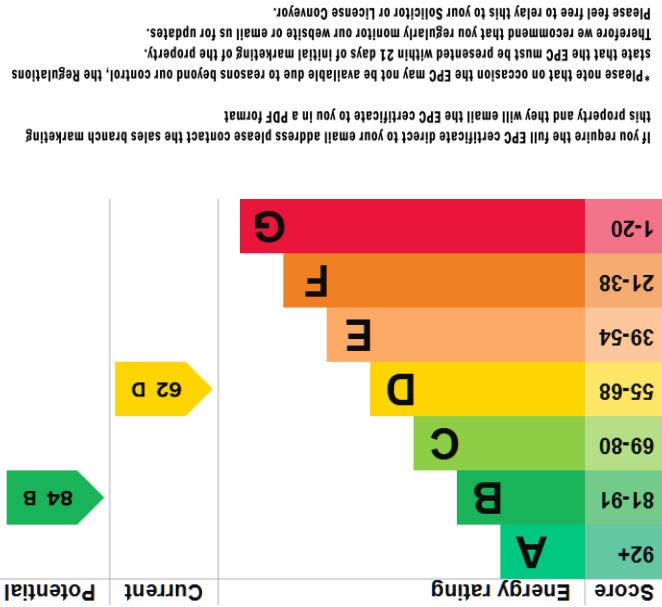 Score Energy rating Current Potential
92+ A
81-91 B 84 B
69-80 C
55-68 D 62 D
39-54 E
21-38 F
1-20 G
If you require the full EPC certificate direct to your email address please contact the sales branch marketing
this property and they will email the EPC certificate to you in a PDF format
*Please note that on occasion the EPC may not be available due to reasons beyond our control, the Regulations
state that the EPC must be presented within 21 days of initial marketing of the property.
Therefore we recommend that you regularly monitor our website or email us for updates.
Please feel free to relay this to your Solicitor or License Conveyor.